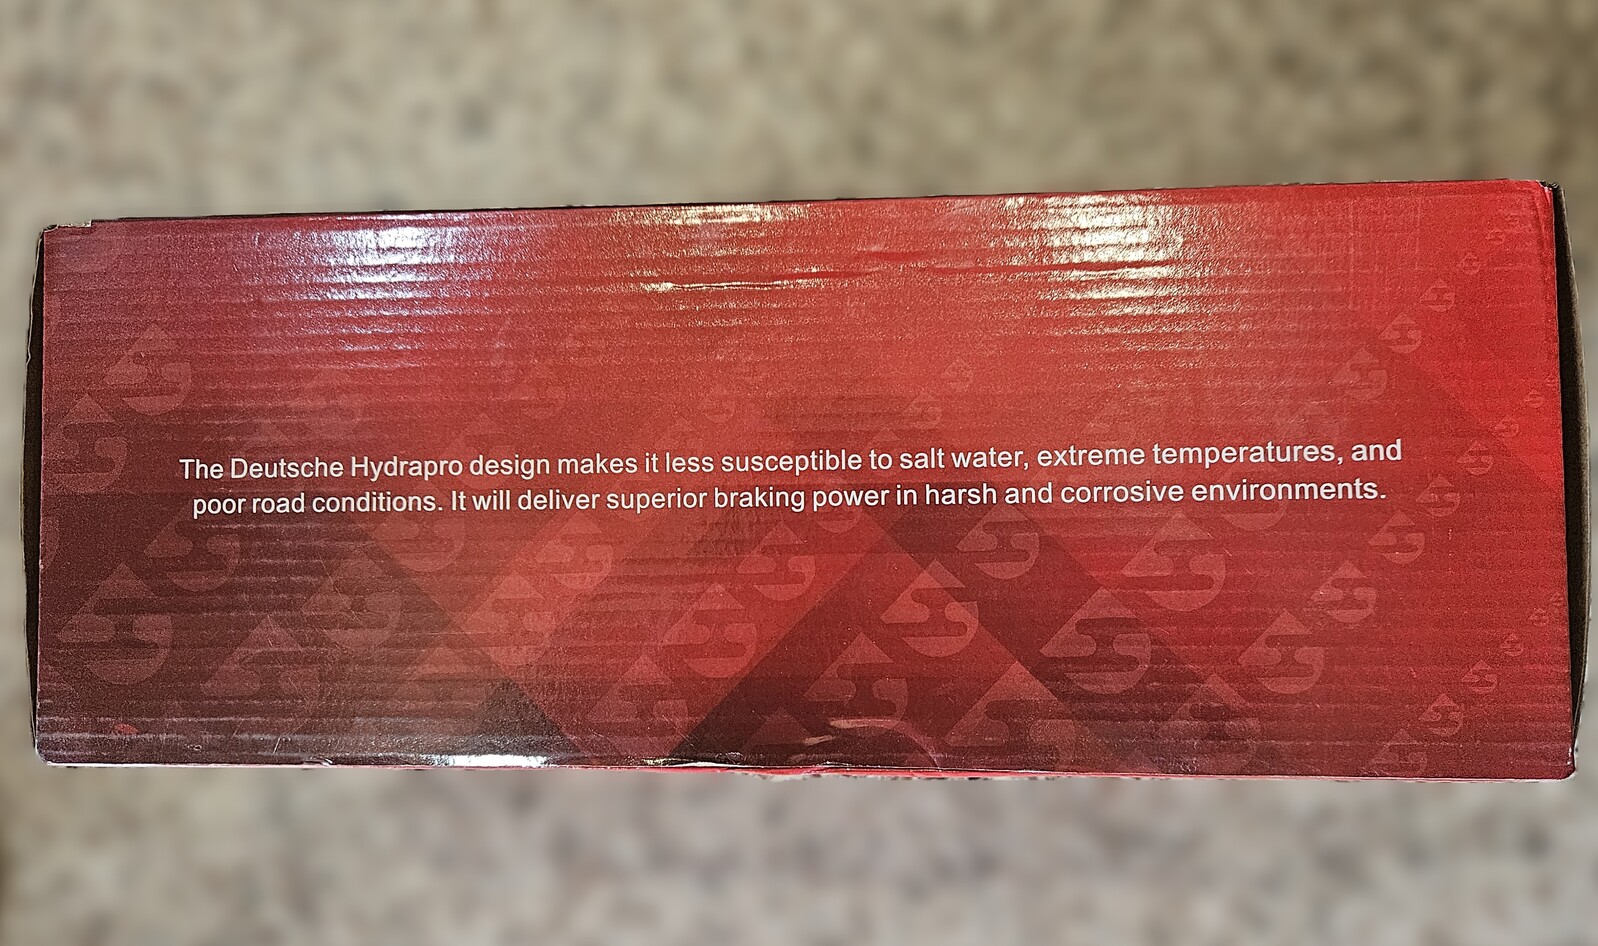 The Deutsche Hydrapro design makes it less susceptible to salt water, extreme temperatures, and
poor road conditions. It will deliver superior braking power in harsh and corrosive environments.